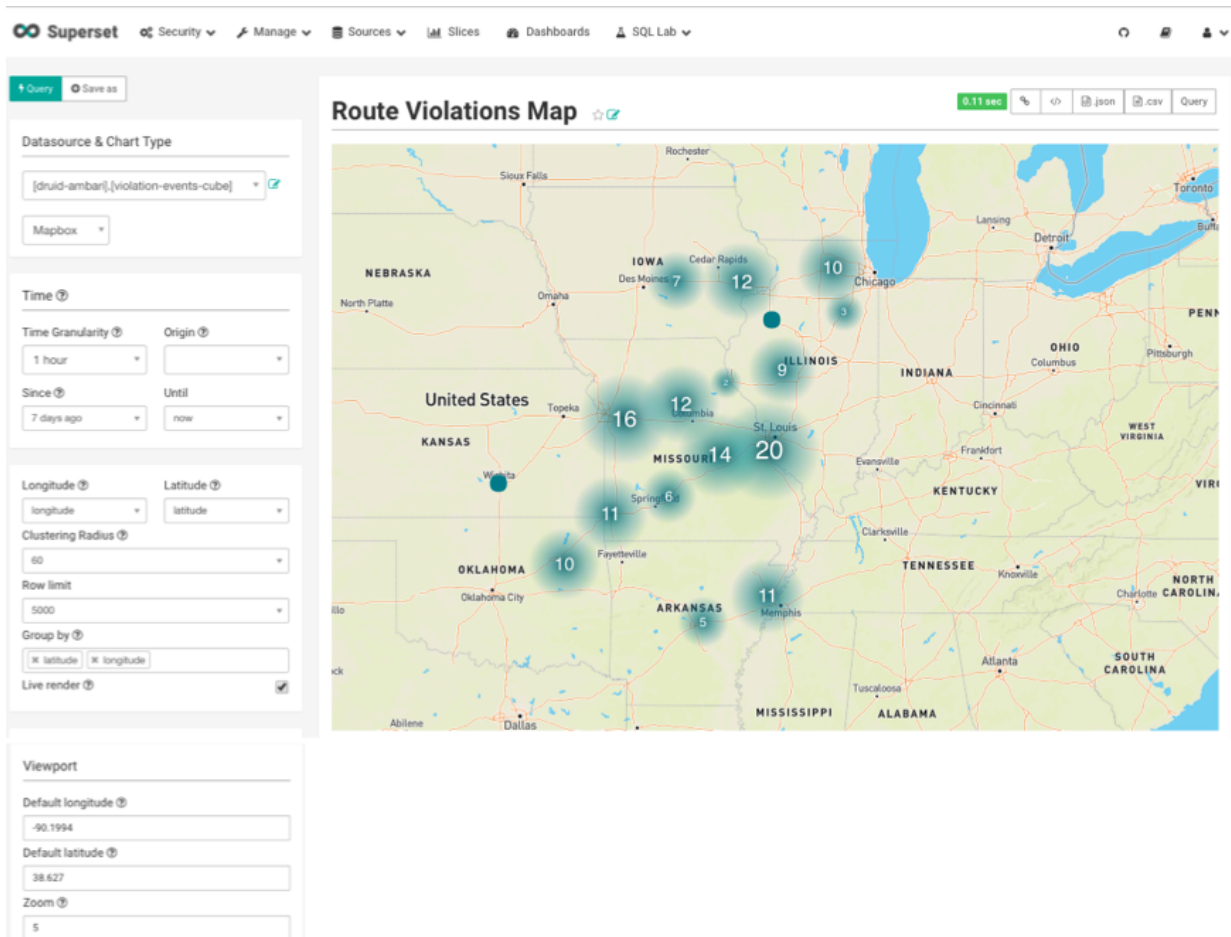 Superset Security Manage Sources Slices Dashboards SQL Lab
Query Save as
Datasource & Chart Type
[druid-ambari].[violation-events-cube]
Mapbox
Time
Time Granularity Origin
1 hour
Since Until
7 days ago now
Longitude Latitude
longitude latitude
Clustering Radius
60
Row limit
5000
Group by
latitude longitude
Live render
Viewport
Default longitude
-90.1994
Default latitude
38.627
Zoom
5
Route Violations Map
0.11 sec </> .json .csv Query
Rochester
Sioux Falls
Toronto
Lansing
Detroit
IOWA Cedar Rapids
NEBRASKA
Des Moines 7 12 10 Chicago
North Platte Omaha
3
PENN
OHIO
ILLINOIS Columbus Pittsburgh
9 INDIANA
2
United States
Topeka 16 12 Columbia
Cincinnati
St. Louis
WEST
VIRGINIA
KANSAS
MISSOURI 14 20
Evansville Frankfort
Wichita
KENTUCKY VIRG
Springfield 6
11
Clarksville
Fayetteville
OKLAHOMA 10
TENNESSEE
Knoxville
NORTH
CAROLIN
Oklahoma City
Charlotte
ARKANSAS 11
Memphis
5
Atlanta
SOUTH
CAROLINA
Tuscaloosa
MISSISSIPPI ALABAMA
Abilene Dallas